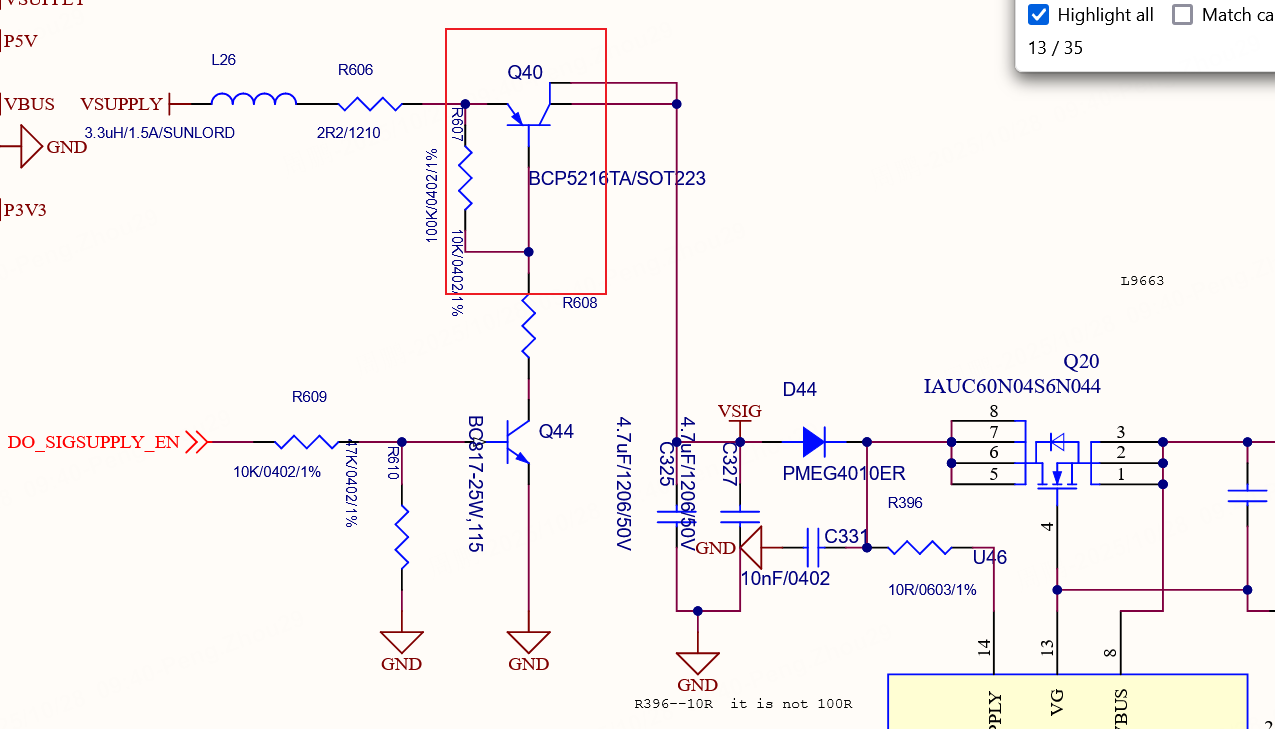 Highlight all
Match ca
13 / 35
P5V
L26
R606
Q40
VBUS
VSUPPLY
3.3uH/1.5A/SUNLORD
2R2/1210
GND
R607
100K/0402/1%
BCP5216TA/SOT223
P3V3
10K/0402/1%
R608
L9663
Q20
IAUC60N04S6N044
R609
D44
VSIG
DO_SIGSUPPLY_EN
10K/0402/1%
47K/0402/1%
R610
BC817-25W,115
Q44
4.7uF/1206/50V
C325
4.7uF/1206/50V
C327
PMEG4010ER
8
7
6
5
3
2
1
4
R396
GND
C331
10nF/0402
U46
10R/0603/1%
GND
GND
GND
14
13
8
R396--10R it is not 100R
PPLY
VG
VBUS